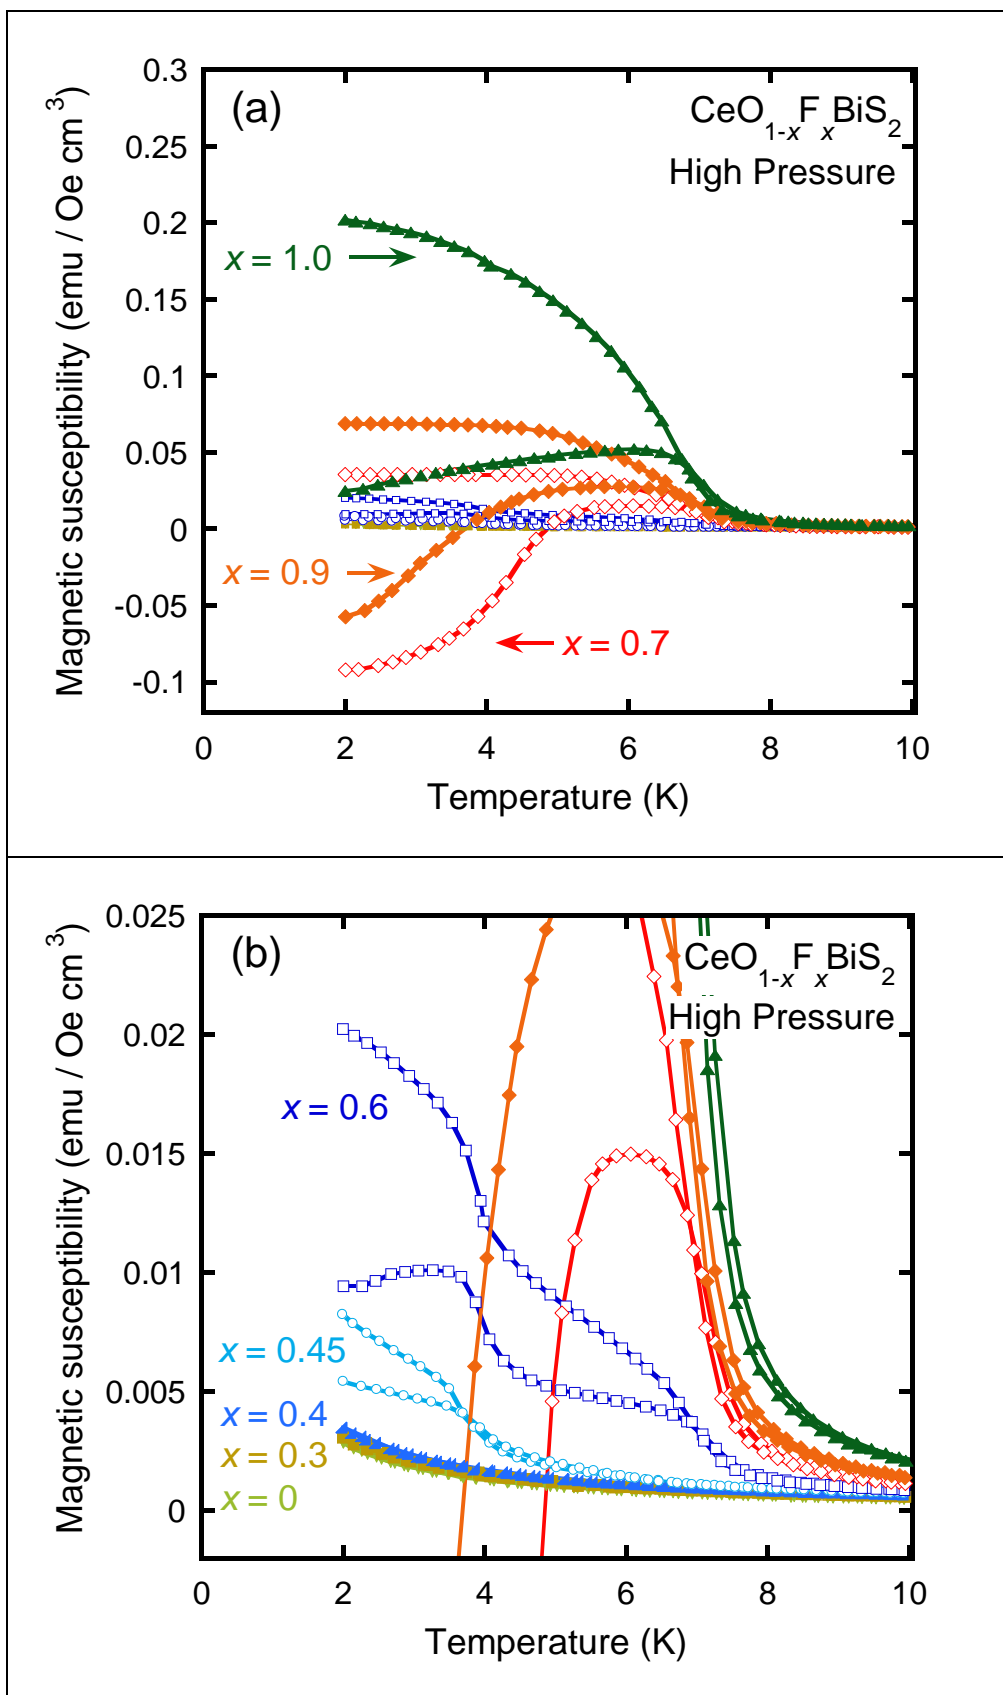 (a)
CeO1-xFxBiS2
High Pressure
Magnetic susceptibility (emu / Oe cm3)
0.3
0.25
0.2
0.15
0.1
0.05
0
-0.05
-0.1
x = 1.0
x = 0.9
x = 0.7
0 2 4 6 8 10
Temperature (K)
(b)
CeO1-xFxBiS2
High Pressure
Magnetic susceptibility (emu / Oe cm3)
0.025
0.02
0.015
0.01
0.005
0
x = 0.6
x = 0.45
x = 0.4
x = 0.3
x = 0
0 2 4 6 8 10
Temperature (K)